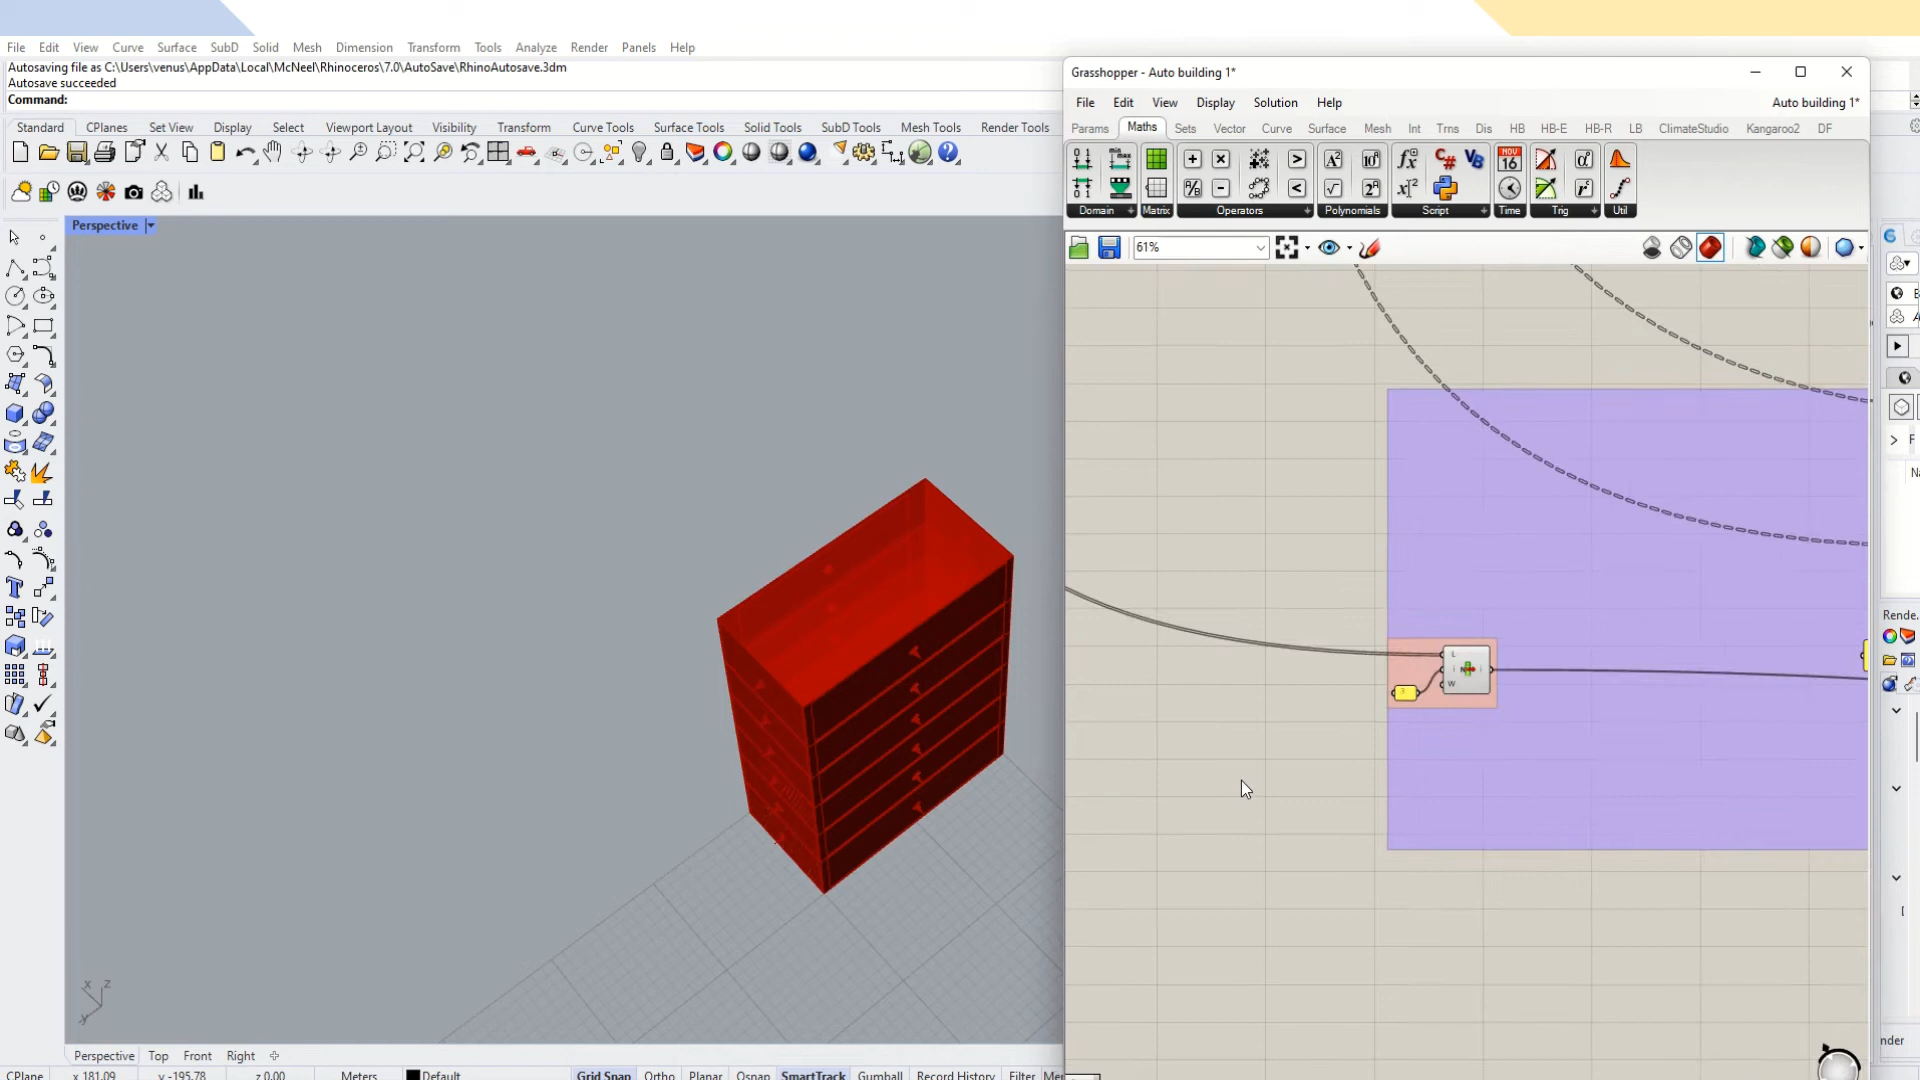 File Edit View Curve Surface SubD Solid Mesh Dimension Transform Tools Analyze Render Panels Help
Autosaving file as C:\Users\venus\AppData\Local\McNeel\Rhinoceros\7.0\AutoSave\RhinoAutosave.3dm
Autosave succeeded
Command:
Standard CPlanes Set View Display Select Viewport Layout Visibility Transform Curve Tools Surface Tools Solid Tools SubD Tools Mesh Tools Render Tools
Perspective
Grasshopper - Auto building 1*
File Edit View Display Solution Help Auto building 1*
Params Maths Sets Vector Curve Surface Mesh Int Trns Dis HB HB-E HB-R LB ClimateStudio Kangaroo2 DF
Domain Matrix Operators Polynomials Script Time Trig Util
NOV
16
61%
L
i
W
i
3
Rende.
nder
x z
y
Perspective Top Front Right
CPlane x 181.09 y -195.78 z 0.00 Meters Default Grid Snap Ortho Planar Osnap SmartTrack Gumball Record History Filter